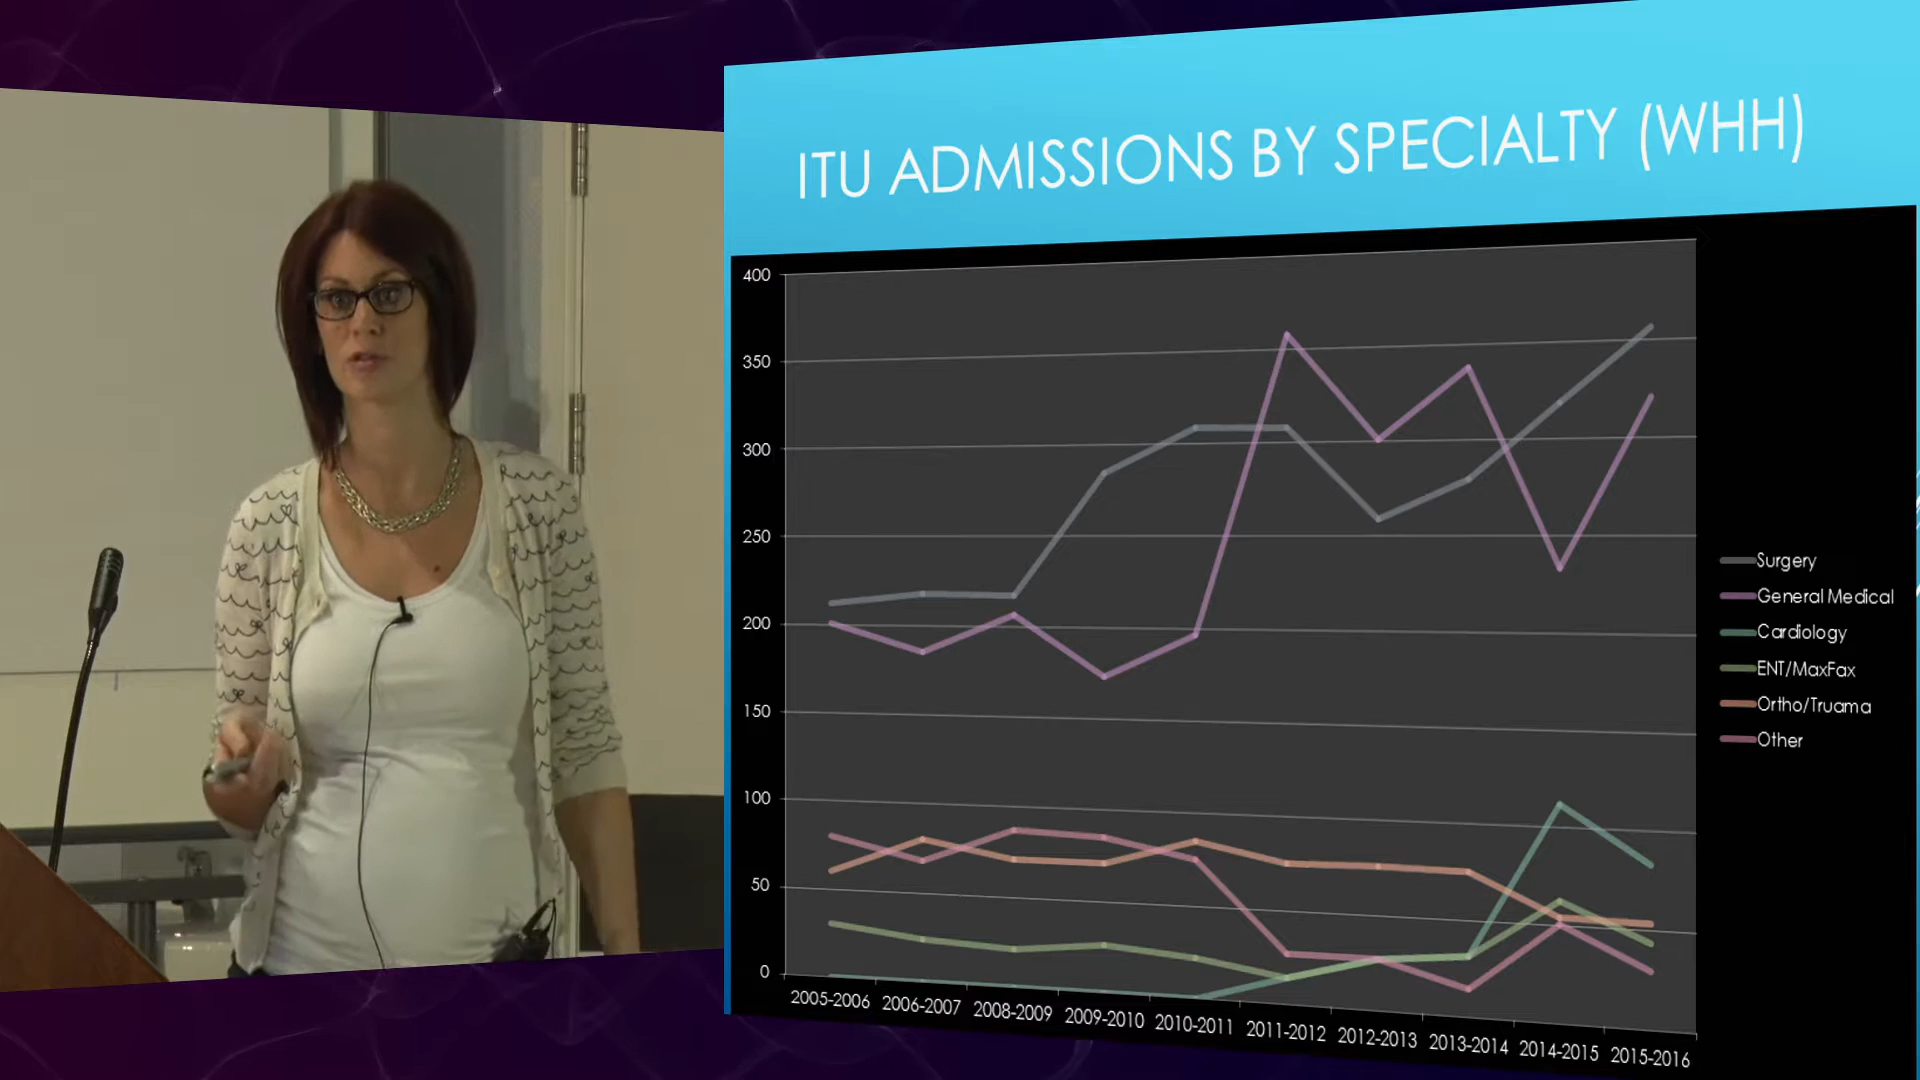 ITU ADMISSIONS BY SPECIALTY (WHH)
400
350
300
250
200
150
100
50
0
2005-2006 2006-2007 2008-2009 2009-2010 2010-2011 2011-2012 2012-2013 2013-2014 2014-2015 2015-2016
Surgery
General Medical
Cardiology
ENT/MaxFax
Ortho/Truama
Other